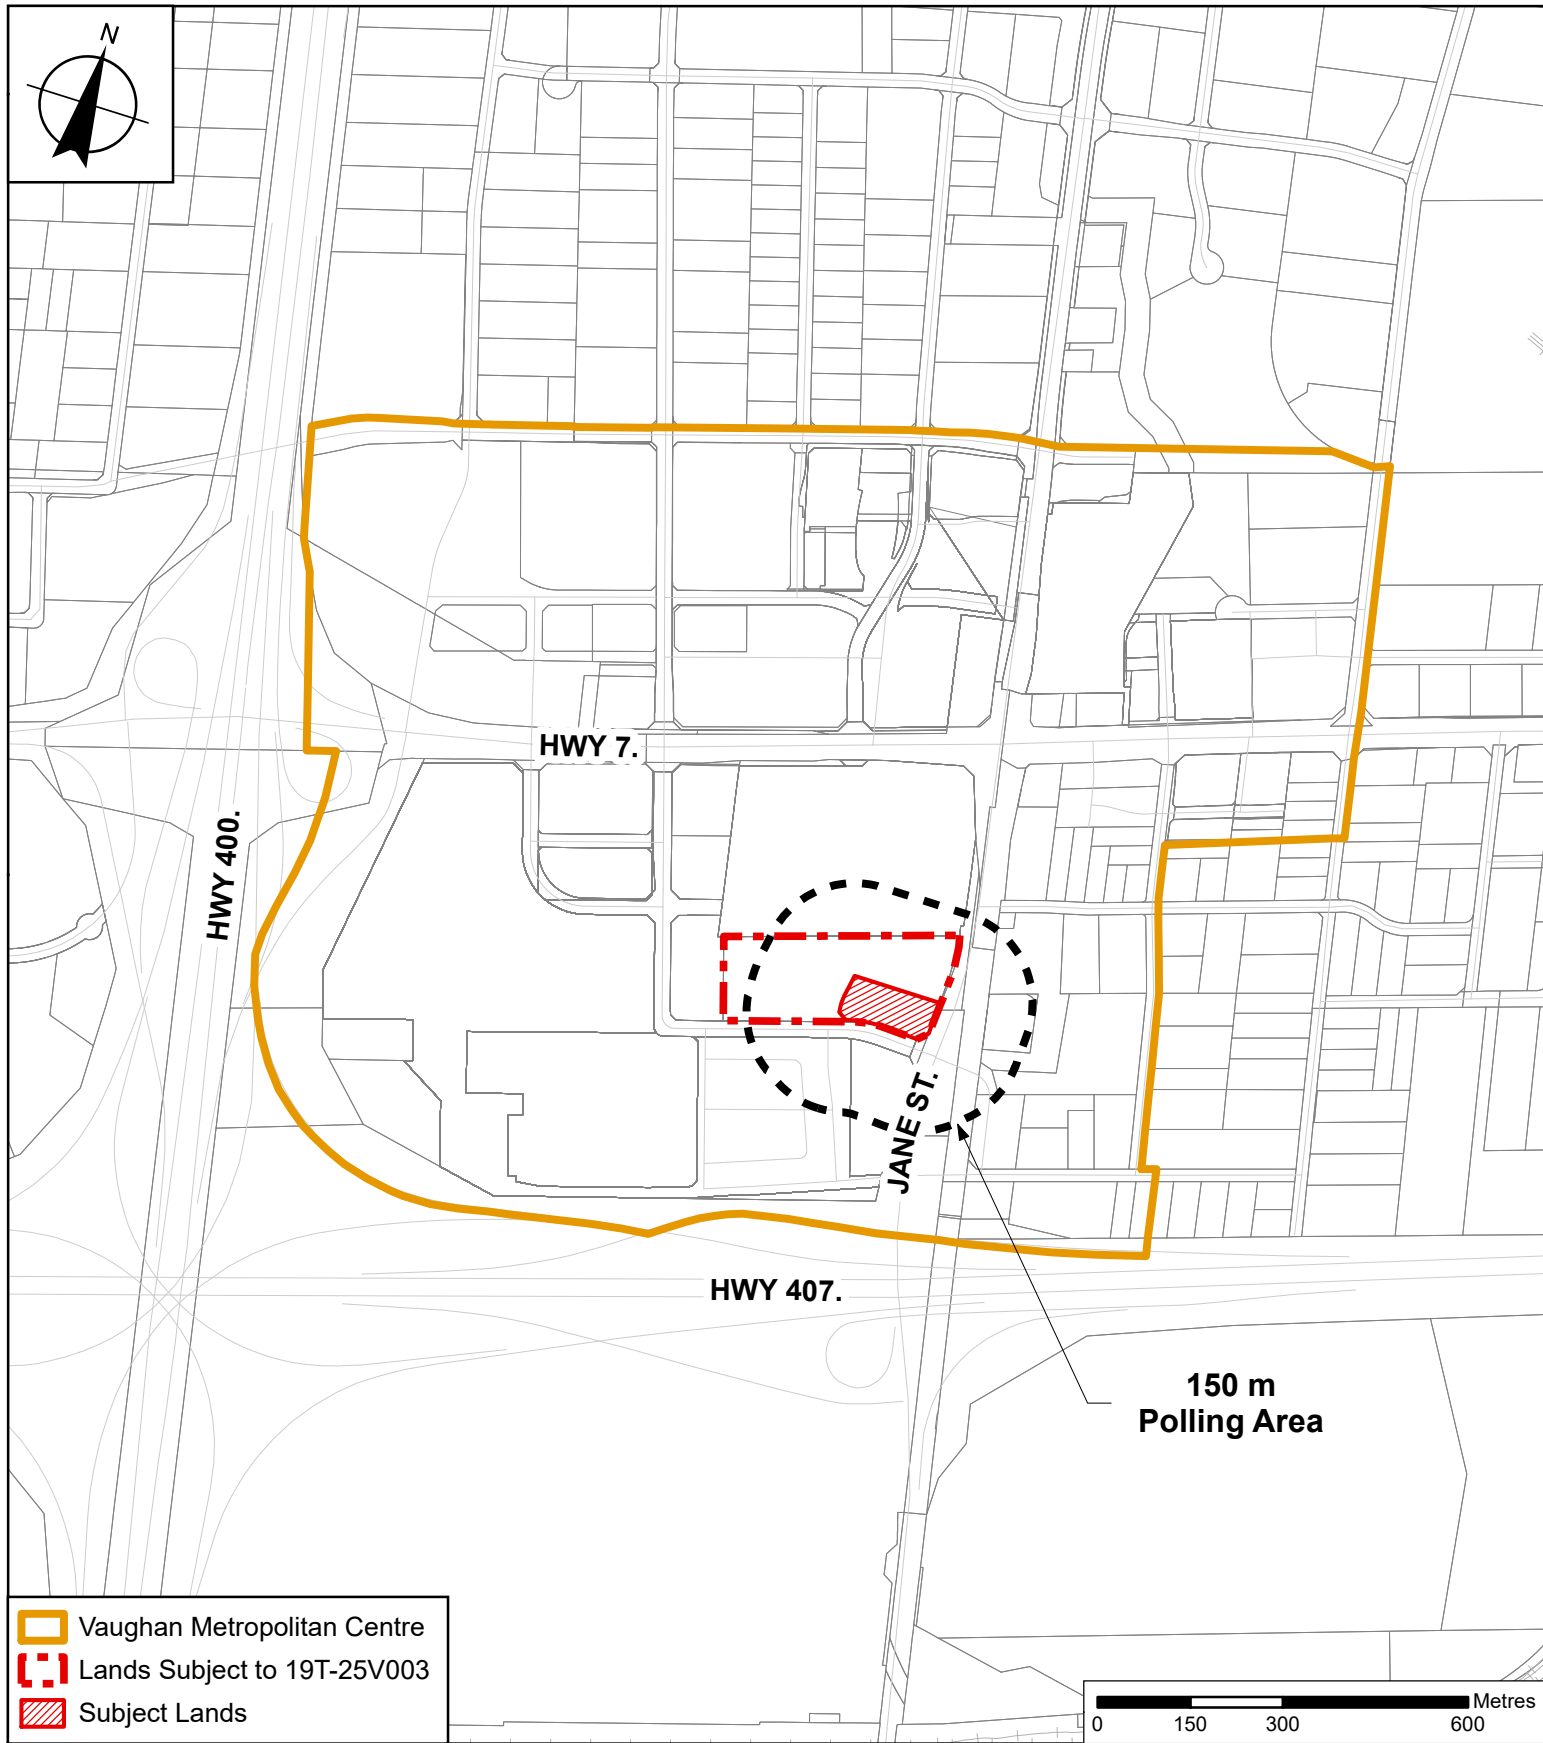 N
HWY 7.
HWY 400.
JANE ST.
HWY 407.
150 m
Polling Area
Vaughan Metropolitan Centre
Lands Subject to 19T-25V003
Subject Lands
Metres
0 150 300 600